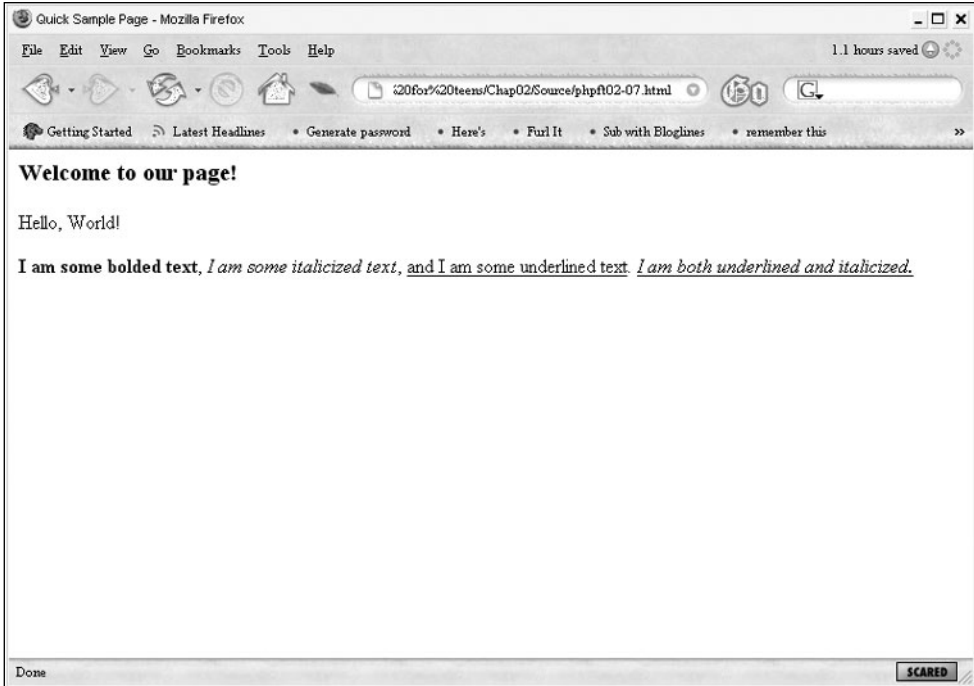 Quick Sample Page - Mozilla Firefox
File Edit View Go Bookmarks Tools Help 1.1 hours saved
%20for%20teens/Chap02/Source/phpft02-07.html G
Getting Started Latest Headlines • Generate password • Here's • Furl It • Sub with Bloglines • remember this »
Welcome to our page!
Hello, World!
I am some bolded text, I am some italicized text, and I am some underlined text. I am both underlined and italicized.
Done SCARED